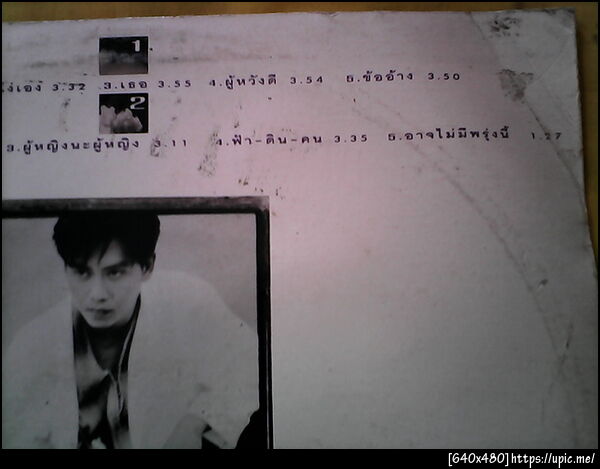 1
3.32 3.เธอ 3.55 4.ผู้หวังดี 3.54 5.ข้ออ้าง 3.50
2
3.ผู้หญิงนะผู้หญิง 3.11 4.ฟ้า-ดิน-คน 3.35 5.อาจไม่มีพรุ่งนี้ 1.27
[640x480]https://upic.me/